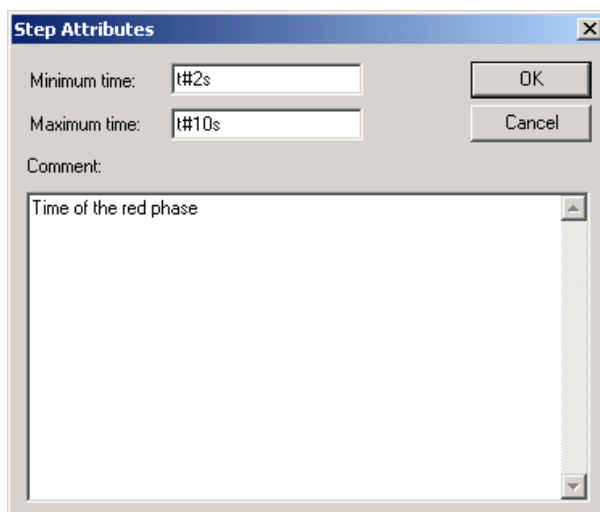 Step Attributes
Minimum time: t#2s OK
Maximum time: t#10s Cancel
Comment:
Time of the red phase